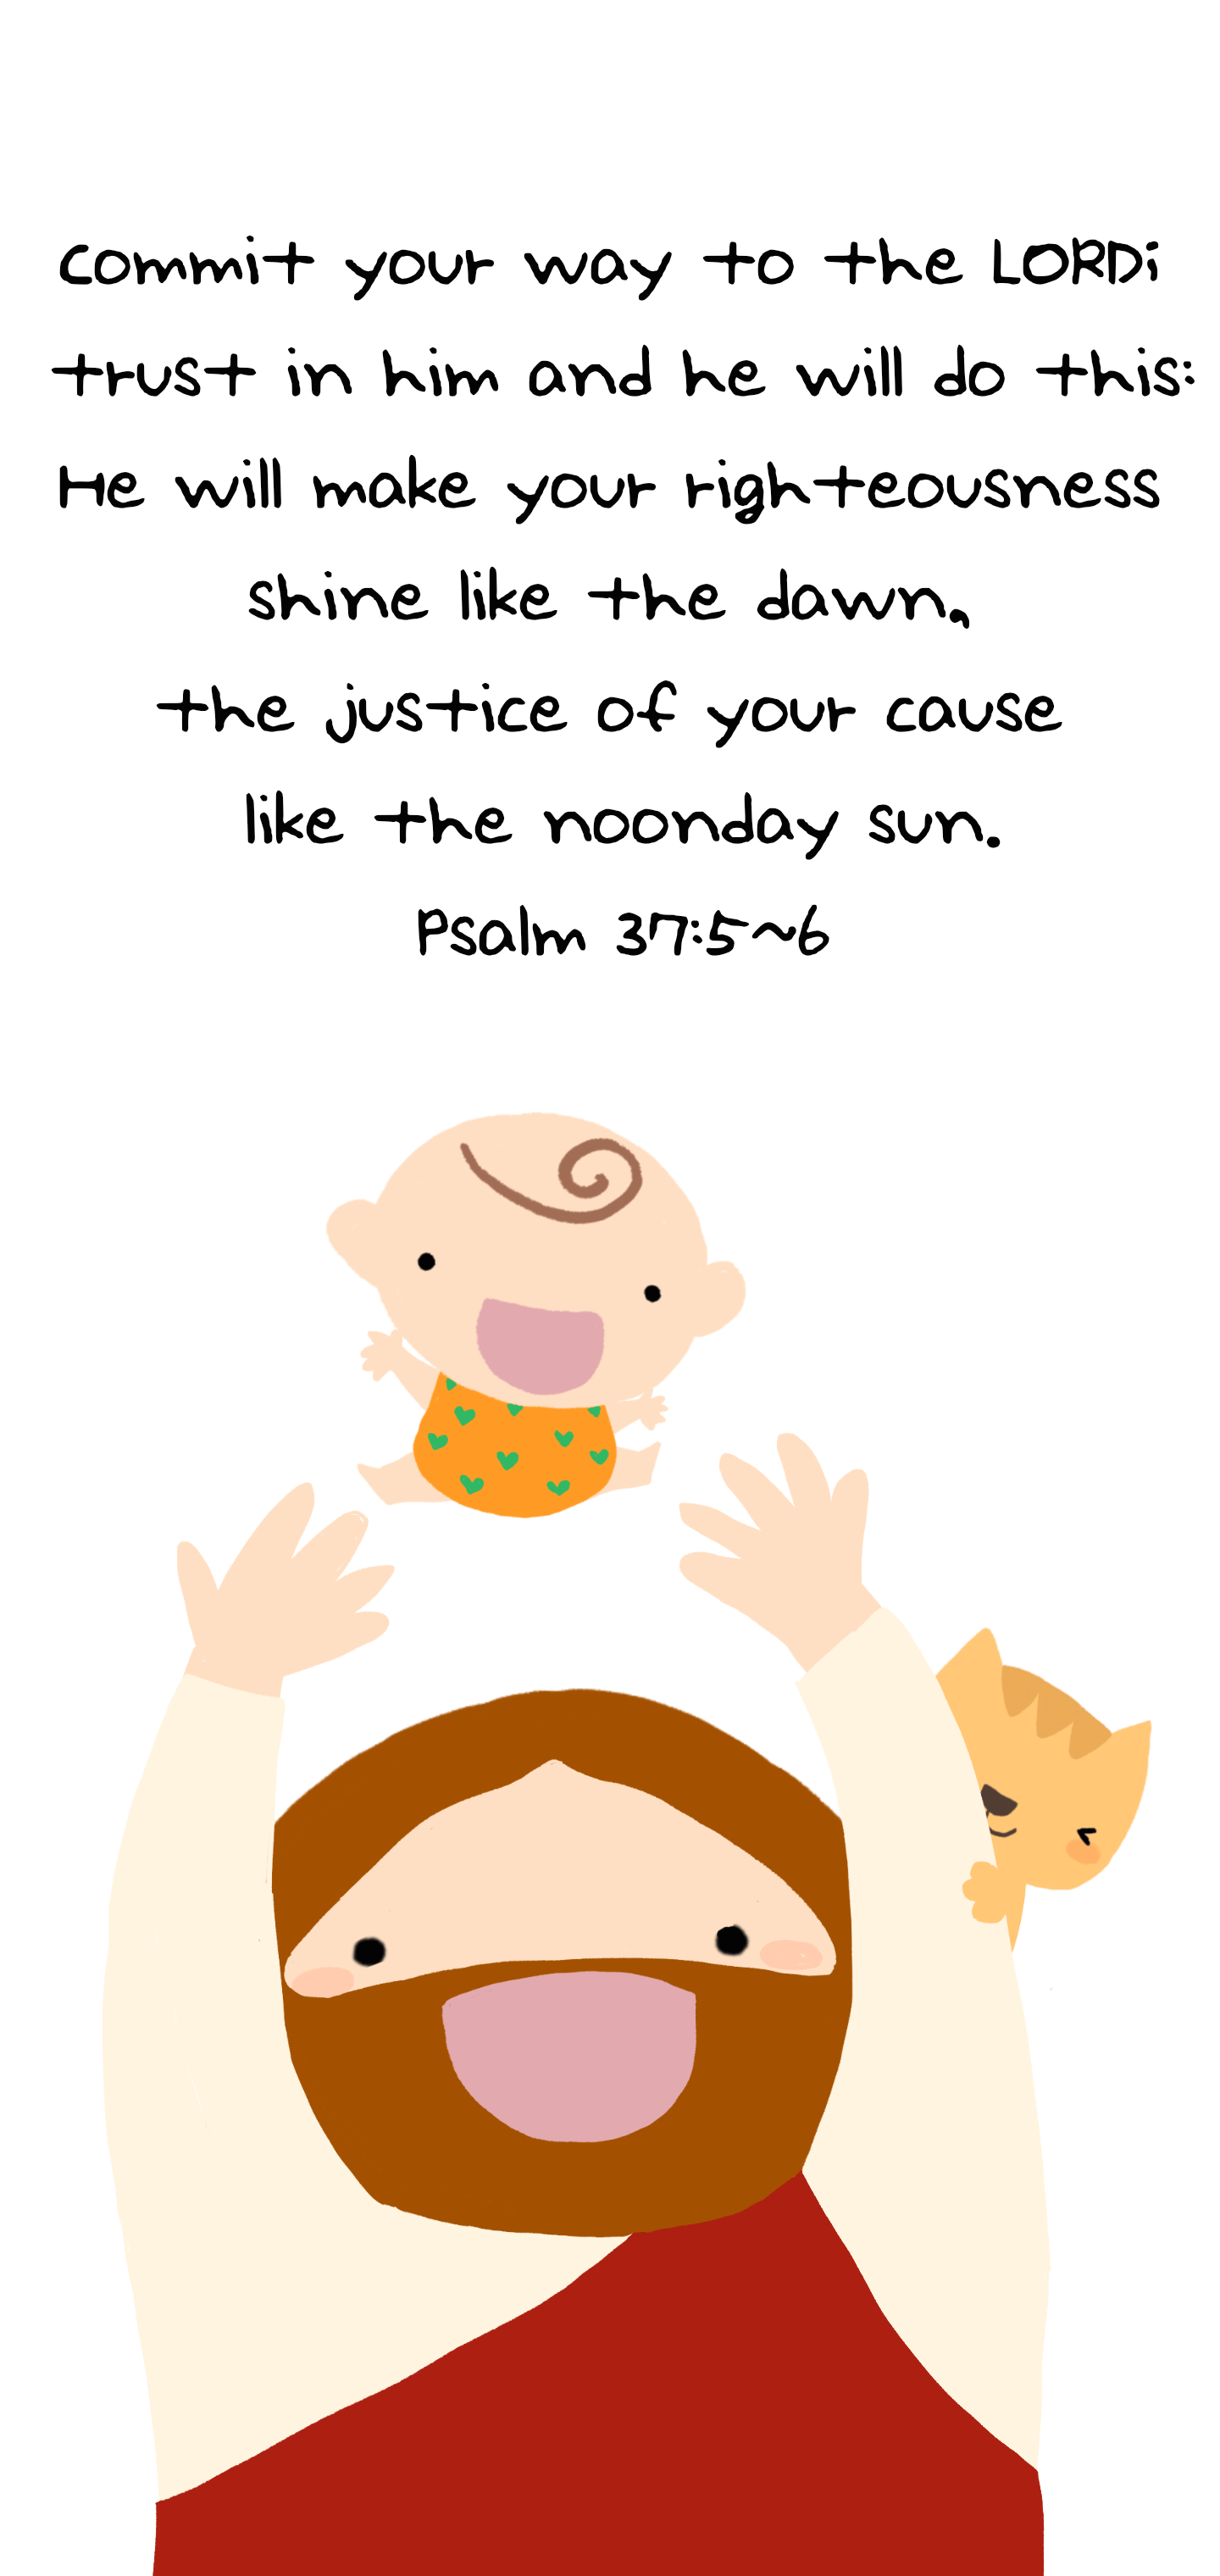 commit your way to the LORD;
trust in him and he will do this:
He will make your righteousness
shine like the dawn,
the justice of your cause
like the noonday sun.
Psalm 37:5~6